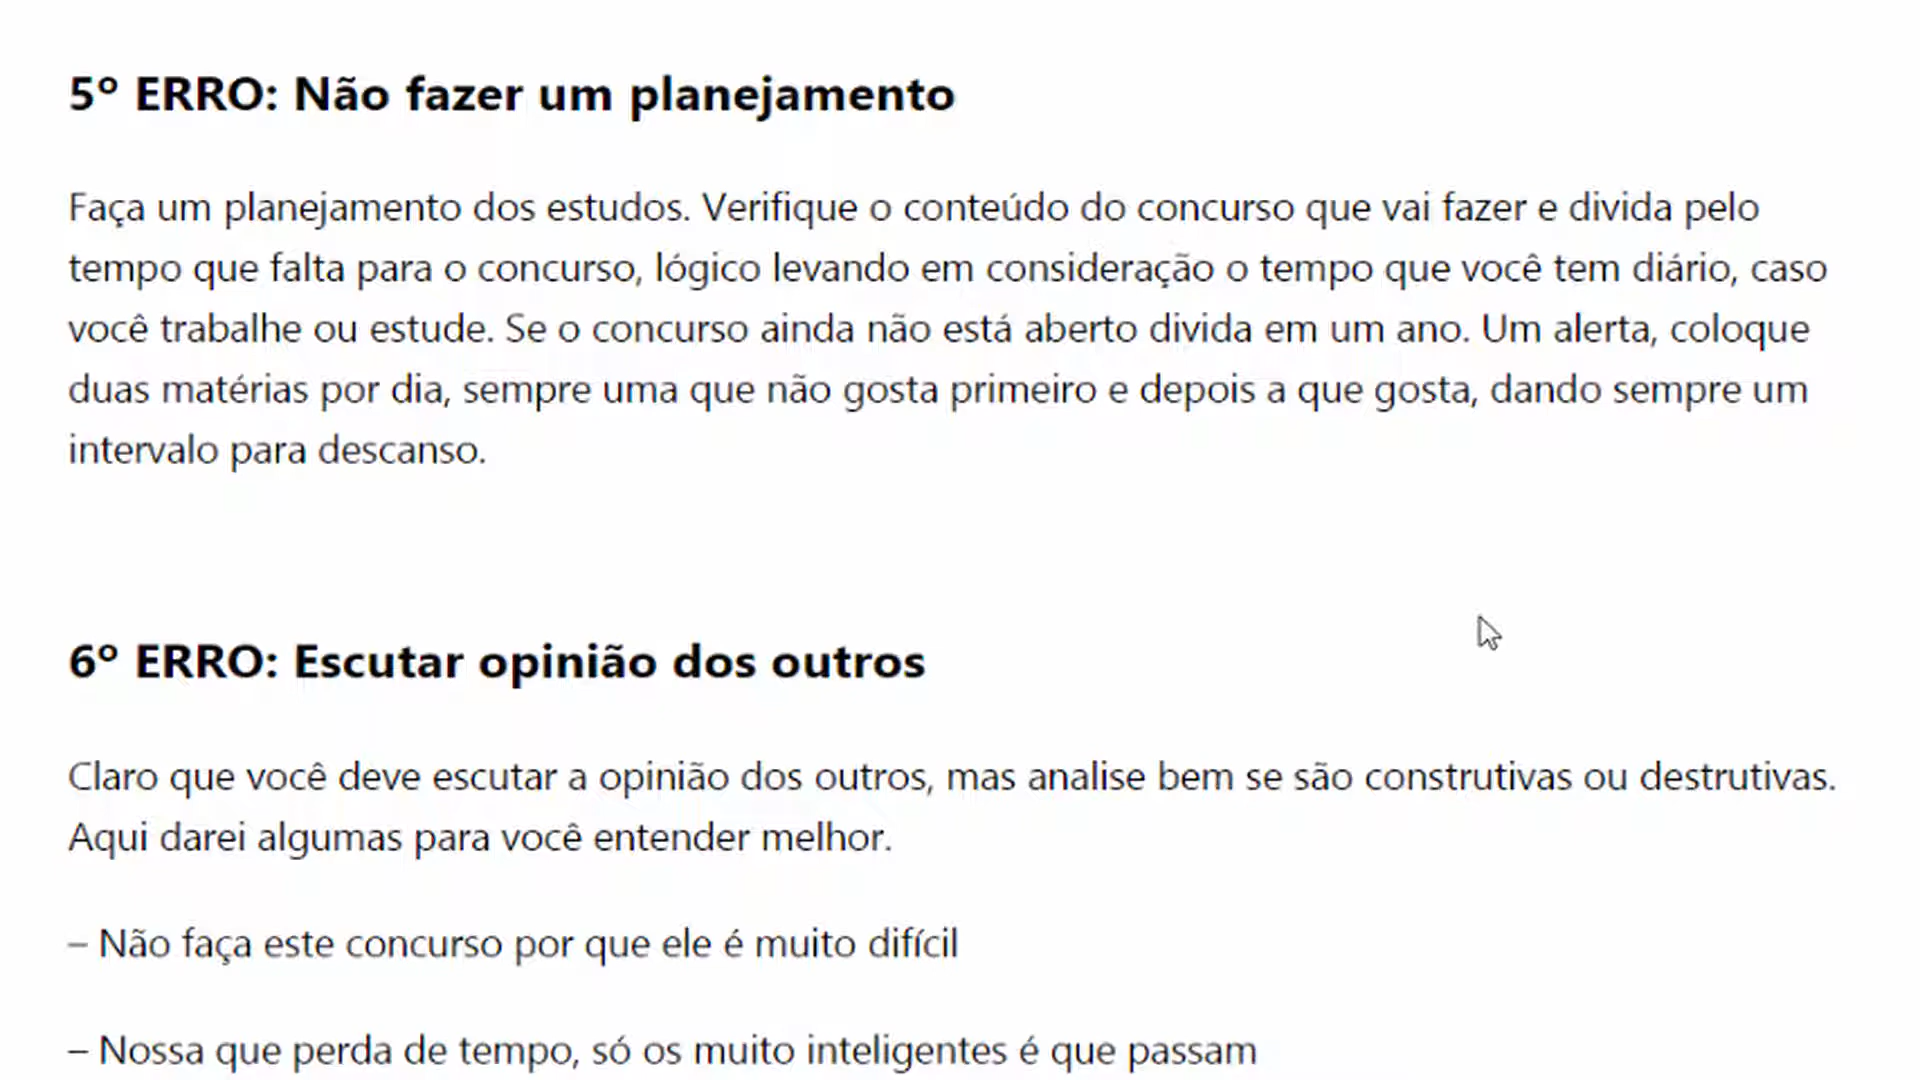 5º ERRO: Não fazer um planejamento
Faça um planejamento dos estudos. Verifique o conteúdo do concurso que vai fazer e divida pelo
tempo que falta para o concurso, lógico levando em consideração o tempo que você tem diário, caso
você trabalhe ou estude. Se o concurso ainda não está aberto divida em um ano. Um alerta, coloque
duas matérias por dia, sempre uma que não gosta primeiro e depois a que gosta, dando sempre um
intervalo para descanso.
6º ERRO: Escutar opinião dos outros
Claro que você deve escutar a opinião dos outros, mas analise bem se são construtivas ou destrutivas.
Aqui darei algumas para você entender melhor.
– Não faça este concurso por que ele é muito difícil
– Nossa que perda de tempo, só os muito inteligentes é que passam